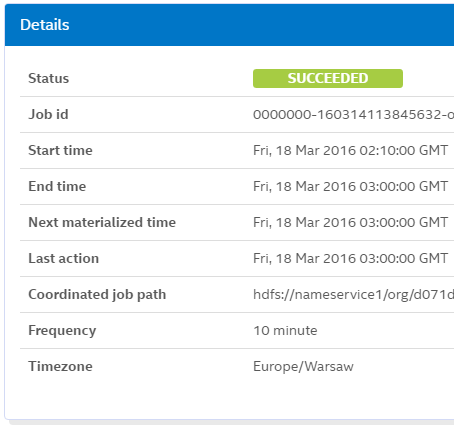 Details
Status SUCCEEDED
Job id 0000000-160314113845632-o
Start time Fri, 18 Mar 2016 02:10:00 GMT
End time Fri, 18 Mar 2016 03:00:00 GMT
Next materialized time Fri, 18 Mar 2016 03:00:00 GMT
Last action Fri, 18 Mar 2016 03:00:00 GMT
Coordinated job path hdfs://nameservice1/org/d071d
Frequency 10 minute
Timezone Europe/Warsaw